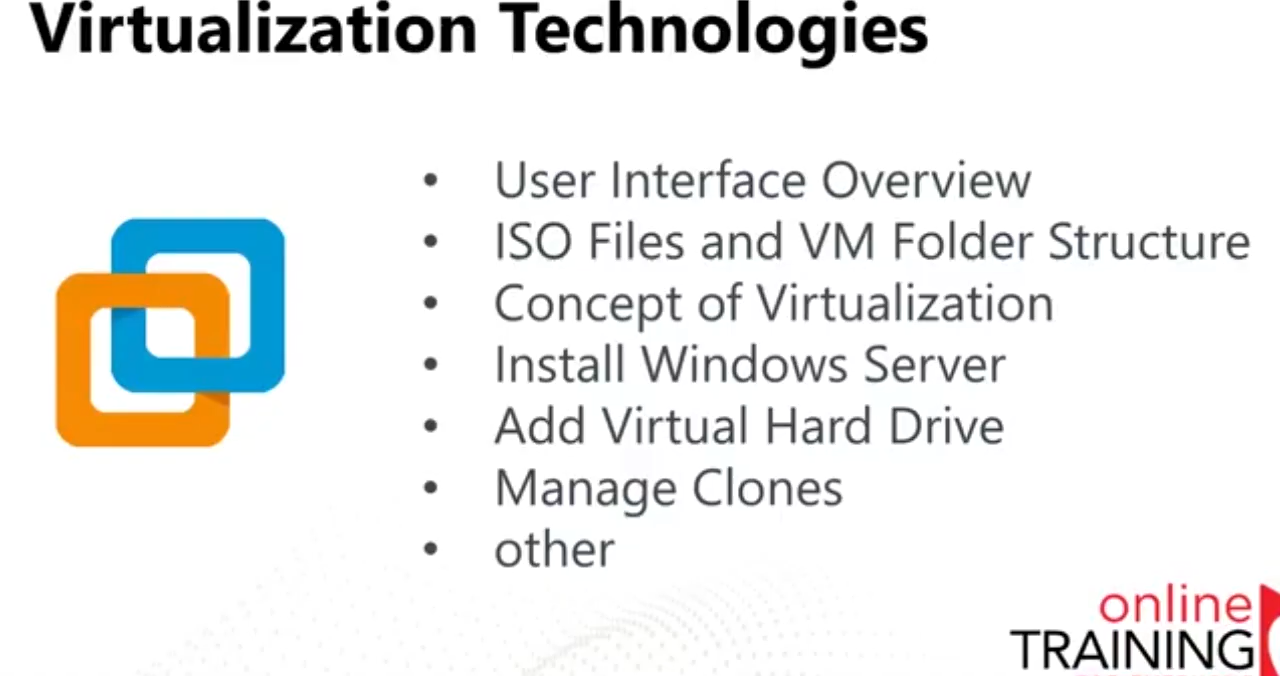 Virtualization Technologies
• User Interface Overview
• ISO Files and VM Folder Structure
• Concept of Virtualization
• Install Windows Server
• Add Virtual Hard Drive
• Manage Clones
• other
online
TRAINING